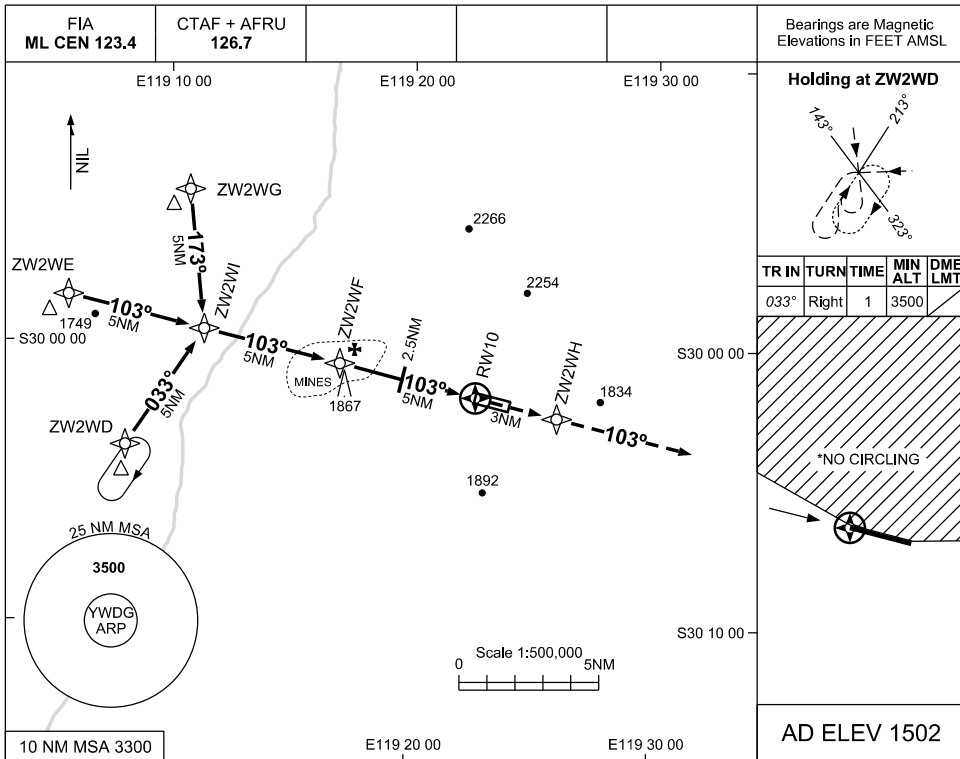 FIA
ML CEN 123.4
CTAF + AFRU
126.7
Bearings are Magnetic
Elevations in FEET AMSL
E119 10 00
E119 20 00
E119 30 00
Holding at ZW2WD
143°
213°
323°
NIL
ZW2WG
173°
5NM
2266
2254
ZW2WE
1749
103°
5NM
ZW2WI
103°
5NM
ZW2WF
MINES
1867
2.5NM
103°
5NM
RW10
3NM
ZW2WH
1834
103°
S30 00 00
S30 00 00
033°
5NM
ZW2WD
1892
TR IN
TURN
TIME
MIN ALT
DME LMT
033°
Right
1
3500
*NO CIRCLING
25 NM MSA
3500
YWDG
ARP
Scale 1:500,000
0
5NM
S30 10 00
10 NM MSA 3300
E119 20 00
E119 30 00
AD ELEV 1502